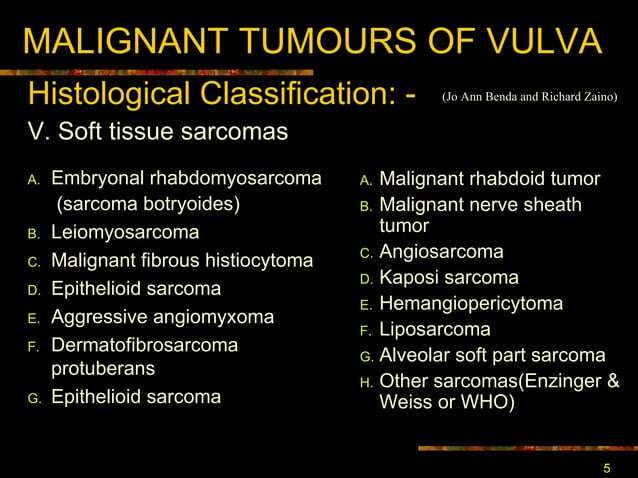 MALIGNANT TUMOURS OF VULVA
Histological Classification: -
(Jo Ann Benda and Richard Zaino)
V. Soft tissue sarcomas
A. Embryonal rhabdomyosarcoma
(sarcoma botryoides)
B. Leiomyosarcoma
C. Malignant fibrous histiocytoma
D. Epithelioid sarcoma
E. Aggressive angiomyxoma
F. Dermatofibrosarcoma
protuberans
G. Epithelioid sarcoma
A. Malignant rhabdoid tumor
B. Malignant nerve sheath
tumor
C. Angiosarcoma
D. Kaposi sarcoma
E. Hemangiopericytoma
F. Liposarcoma
G. Alveolar soft part sarcoma
H. Other sarcomas(Enzinger &
Weiss or WHO)
5